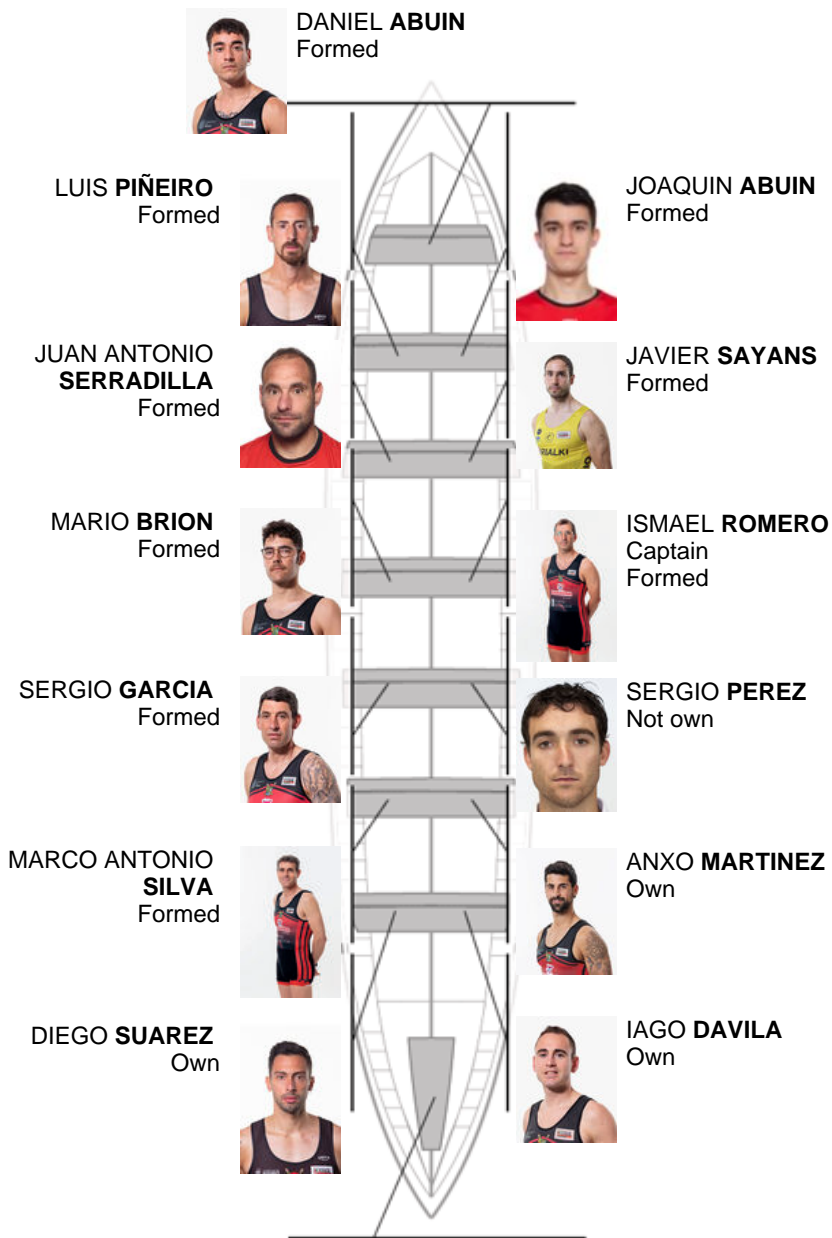 DANIEL ABUIN
Formed
LUIS PIÑEIRO
Formed
JOAQUIN ABUIN
Formed
JUAN ANTONIO
SERRADILLA
Formed
JAVIER SAYANS
Formed
MARIO BRION
Formed
ISMAEL ROMERO
Captain
Formed
SERGIO GARCIA
Formed
SERGIO PEREZ
Not own
MARCO ANTONIO
SILVA
Formed
ANXO MARTINEZ
Own
DIEGO SUAREZ
Own
IAGO DAVILA
Own